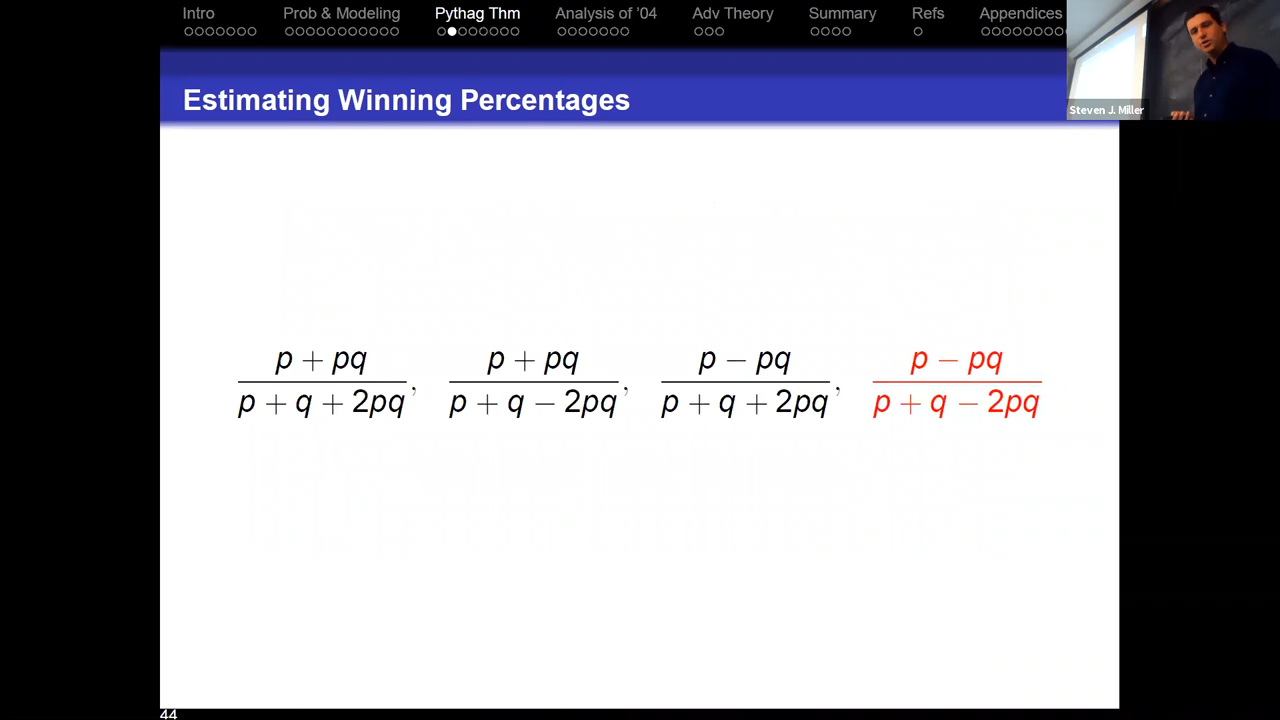 Intro Prob & Modeling Pythag Thm Analysis of '04 Adv Theory Summary Refs Appendices
Steven J. Miller
Estimating Winning Percentages
p + pq / p + q + 2pq, p + pq / p + q − 2pq, p − pq / p + q + 2pq, p − pq / p + q − 2pq
44